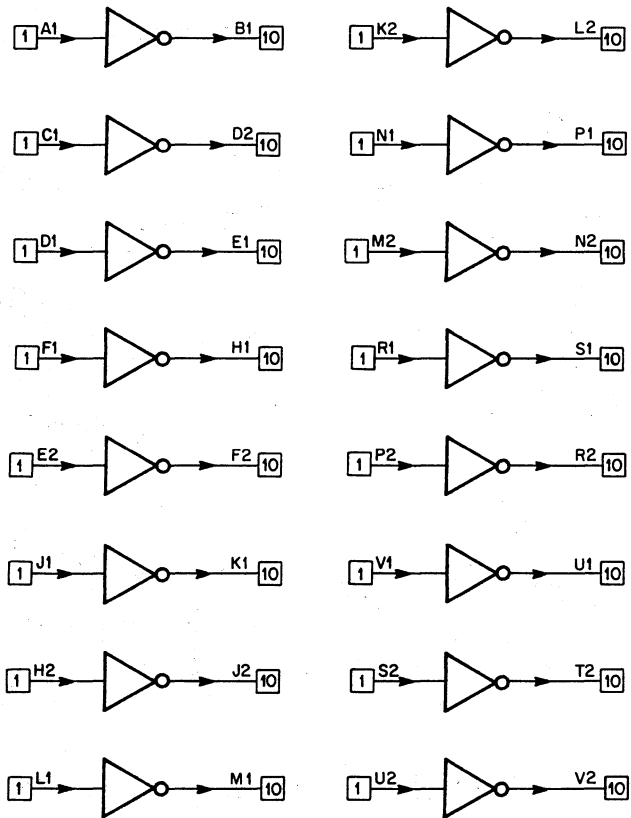 1 A1 B1 10 1 K2 L2 10
1 C1 D2 10 1 N1 P1 10
1 D1 E1 10 1 M2 N2 10
1 F1 H1 10 1 R1 S1 10
1 E2 F2 10 1 P2 R2 10
1 J1 K1 10 1 V1 U1 10
1 H2 J2 10 1 S2 T2 10
1 L1 M1 10 1 U2 V2 10